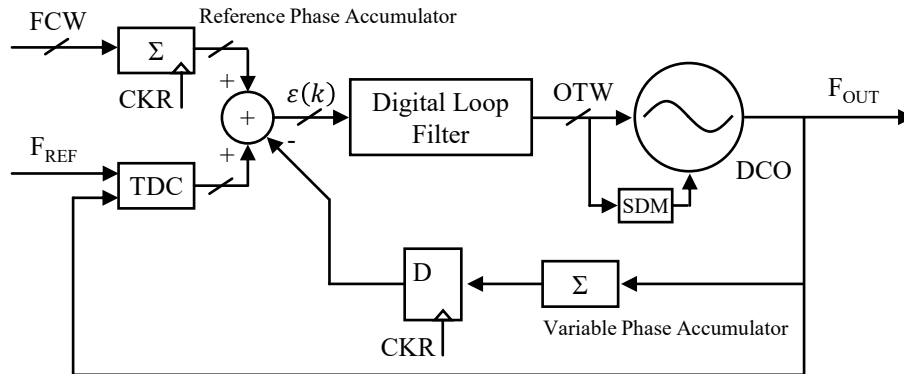 Reference Phase Accumulator
FCW
Σ
CKR
+
+
ε(k)
Digital Loop
Filter
OTW
F_OUT
DCO
SDM
F_REF
+
-
TDC
D
CKR
Σ
Variable Phase Accumulator